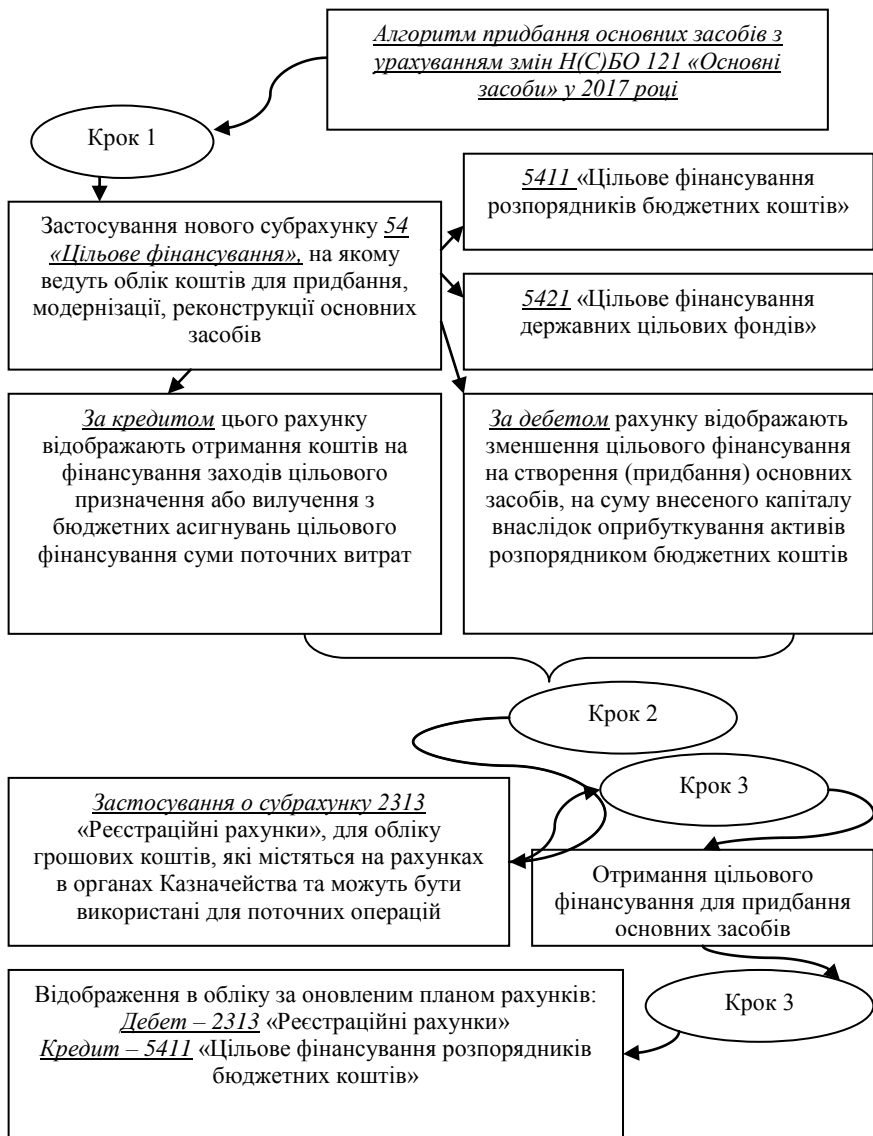 Алгоритм придбання основних засобів з
урахуванням змін Н(С)БО 121 «Основні
засоби» у 2017 році
Крок 1
Застосування нового субрахунку 54
«Цільове фінансування», на якому
ведуть облік коштів для придбання,
модернізації, реконструкції основних
засобів
5411 «Цільове фінансування
розпорядників бюджетних коштів»
5421 «Цільове фінансування
державних цільових фондів»
За кредитом цього рахунку
відображають отримання коштів на
фінансування заходів цільового
призначення або вилучення з
бюджетних асигнувань цільового
фінансування суми поточних витрат
За дебетом рахунку відображають
зменшення цільового фінансування
на створення (придбання) основних
засобів, на суму внесеного капіталу
внаслідок оприбуткування активів
розпорядником бюджетних коштів
Крок 2
Застосування о субрахунку 2313
«Реєстраційні рахунки», для обліку
грошових коштів, які містяться на рахунках
в органах Казначейства та можуть бути
використані для поточних операцій
Крок 3
Отримання цільового
фінансування для придбання
основних засобів
Крок 3
Відображення в обліку за оновленим планом рахунків:
Дебет – 2313 «Реєстраційні рахунки»
Кредит – 5411 «Цільове фінансування розпорядників
бюджетних коштів»